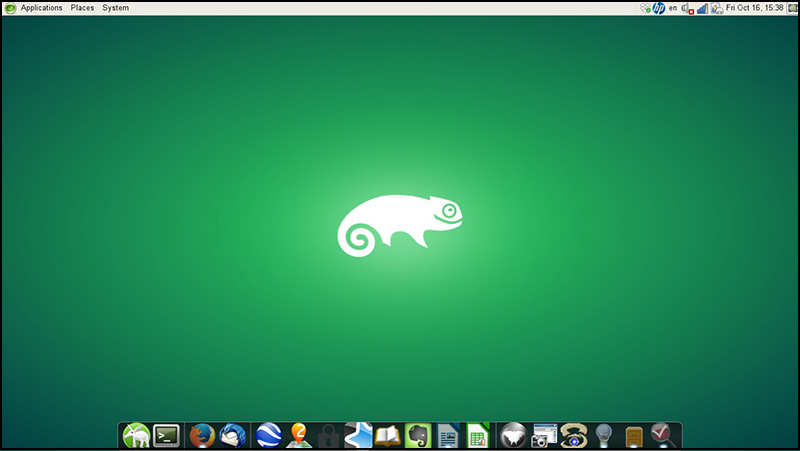 Applications Places System en Fri Oct 16, 15:38